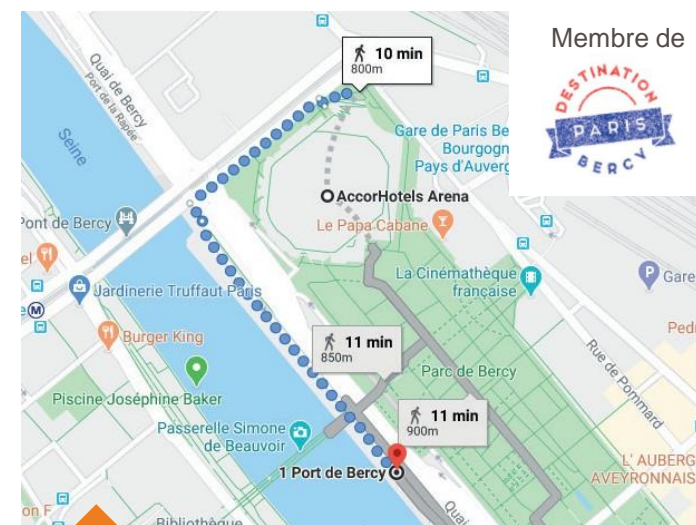 Membre de
DESTINATION
PARIS
BERCY
10 min
800m
Quai de Bercy
Port de la Rapée
Seine
Gare de Paris Be
Bourgogn
Pays d'Auverg
AccorHotels Arena
Le Papa Cabane
Pont de Bercy
La Cinémathèque
française
Gare
el
M
Jardinerie Truffaut Paris
P
Burger King
11 min
850m
Pedr
Rue de Pommard
Parc de Bercy
Piscine Joséphine Baker
11 min
900m
Passerelle Simone
de Beauvoir
1 Port de Bercy
L' AUBERG
AVEYRONNAIS
on F
Quai
Bibliothèque